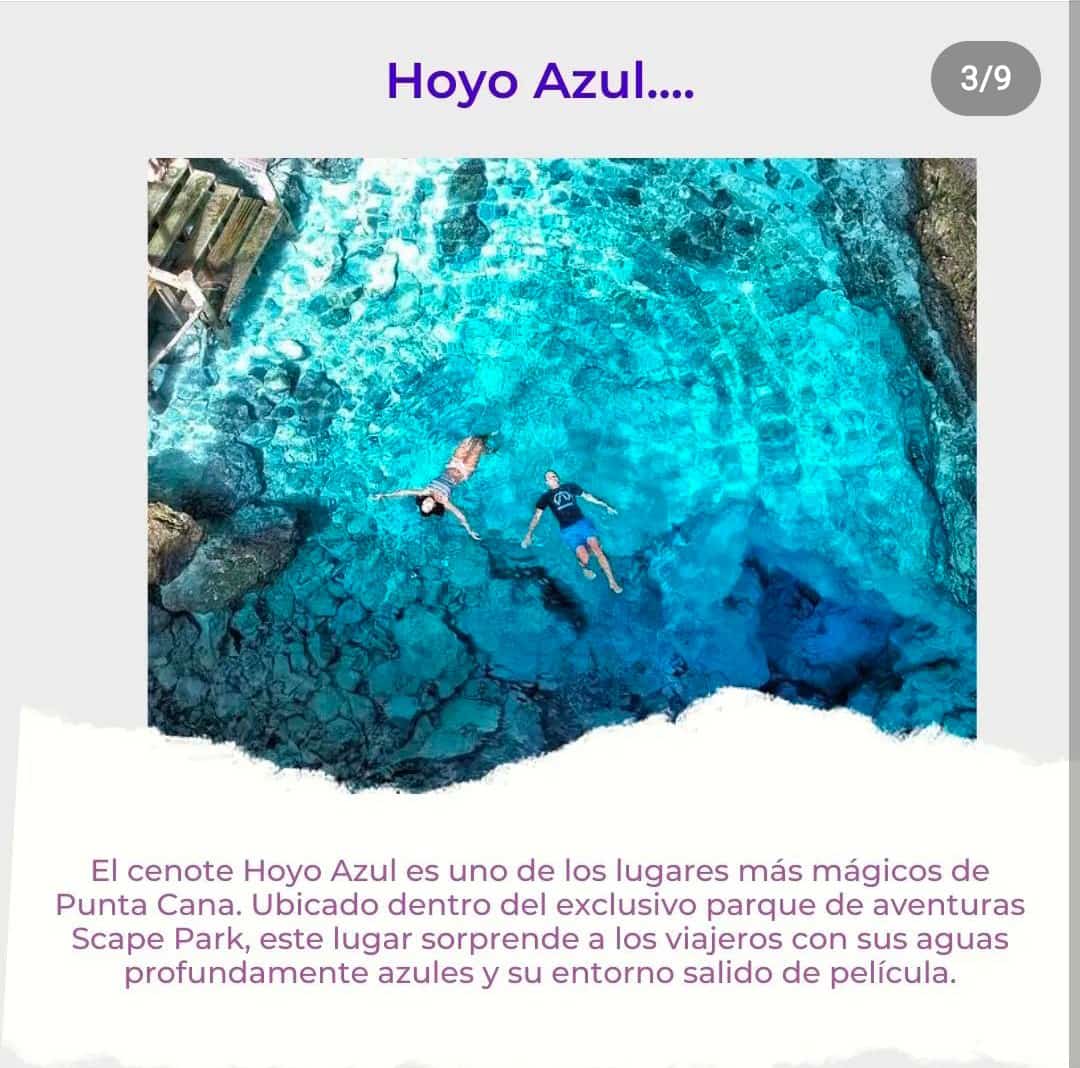 Hoyo Azul....
3/9
El cenote Hoyo Azul es uno de los lugares más mágicos de
Punta Cana. Ubicado dentro del exclusivo parque de aventuras
Scape Park, este lugar sorprende a los viajeros con sus aguas
profundamente azules y su entorno salido de película.